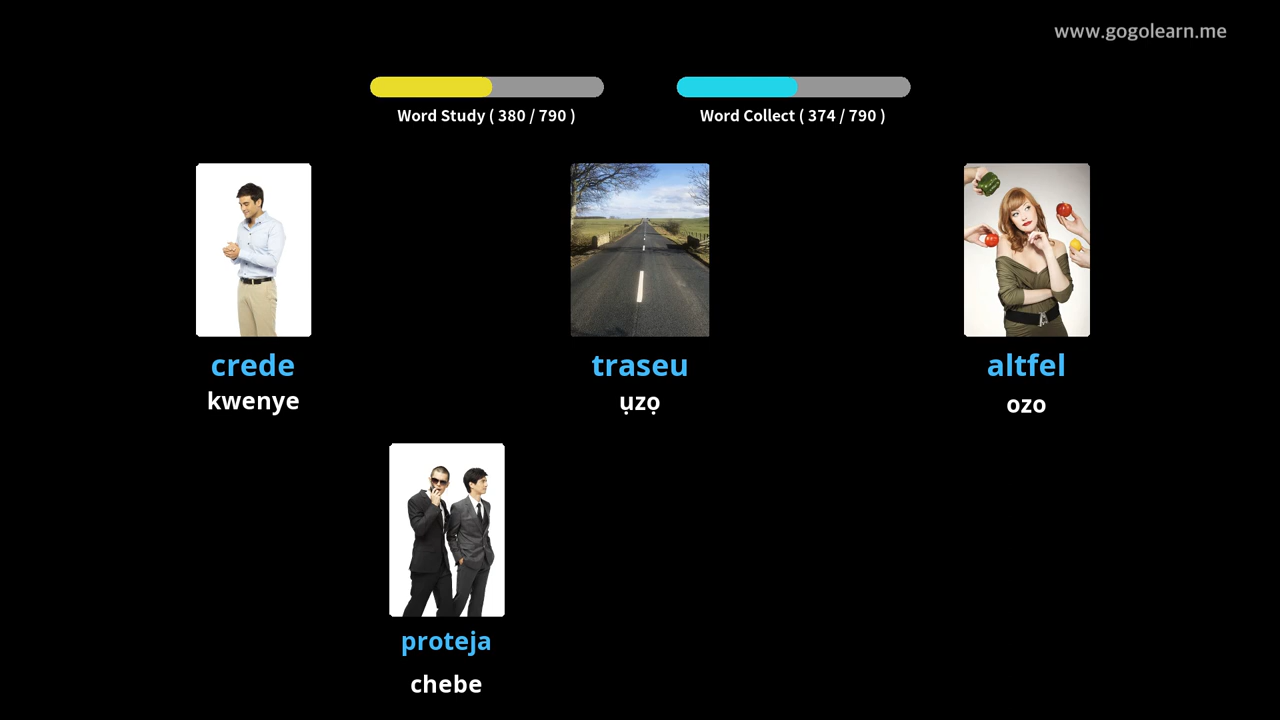 www.gogolearn.me
Word Study ( 380 / 790 )
Word Collect ( 374 / 790 )
crede
kwenye
traseu
ụzọ
altfel
ozo
proteja
chebe